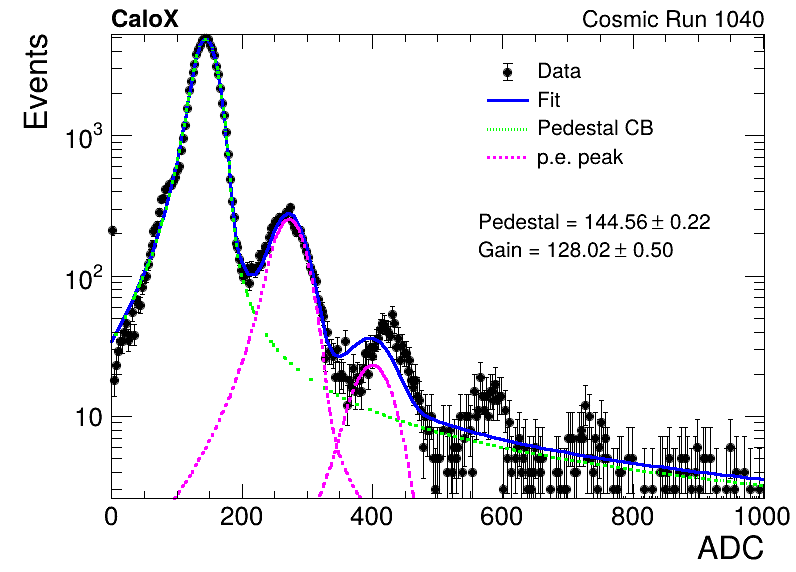 CaloX Cosmic Run 1040
Events
Data
Fit
Pedestal CB
p.e. peak
Pedestal = 144.56 ± 0.22
Gain = 128.02 ± 0.50
10³
10²
10
0 200 400 600 800 1000
ADC